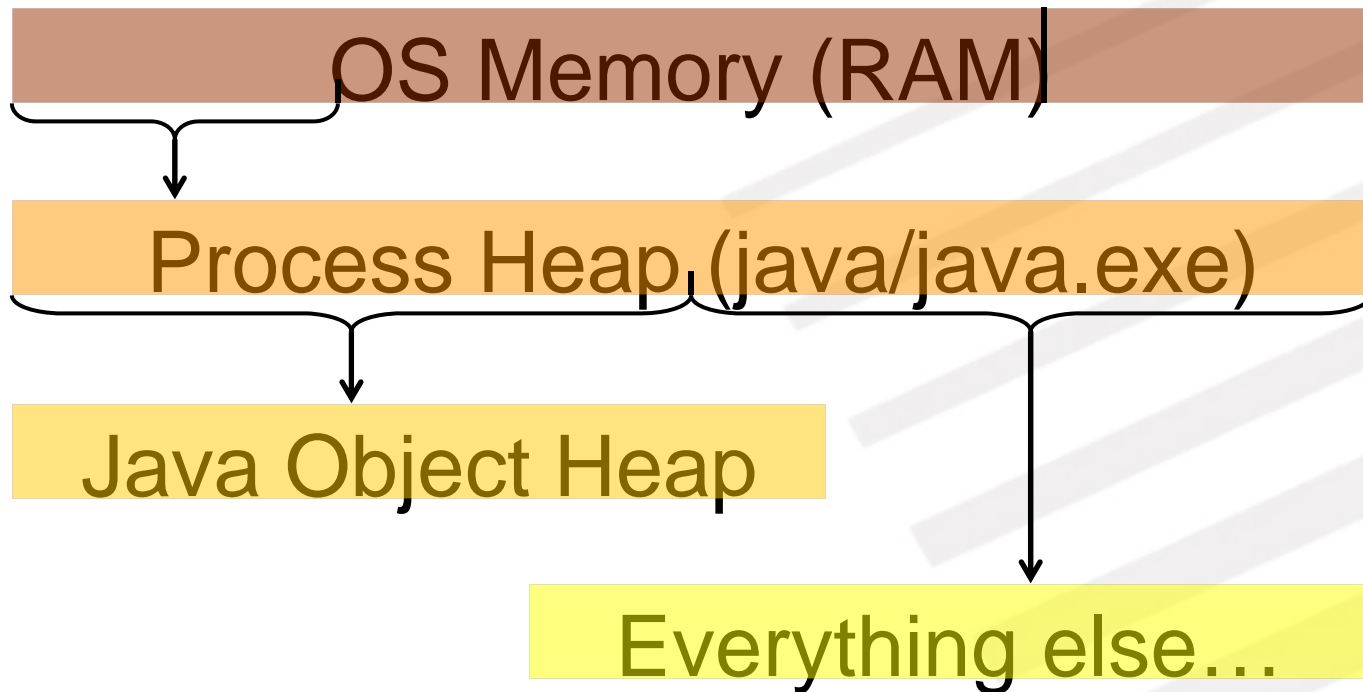 OS Memory (RAM)
Process Heap (java/java.exe)
Java Object Heap
Everything else…